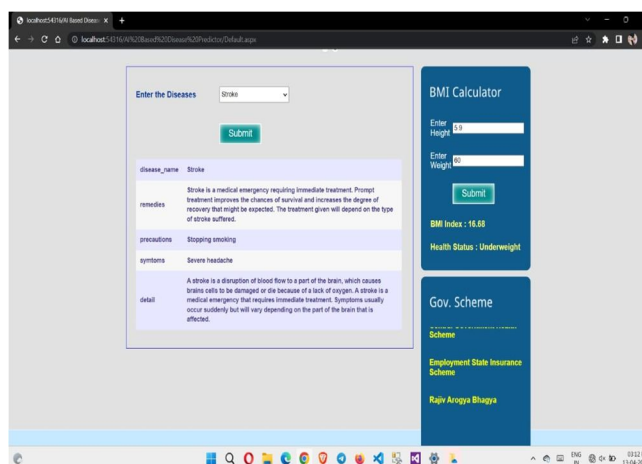 localhost:54316/AI Based Diseas
localhost:54316/AI%20Based%20Disease%20Predictor/Default.aspx
Enter the Diseases
Stroke
Submit
disease_name Stroke
remedies
Stroke is a medical emergency requiring immediate treatment. Prompt
treatment improves the chances of survival and increases the degree of
recovery that might be expected. The treatment given will depend on the type
of stroke suffered.
precautions Stopping smoking
symtoms Severe headache
detail
A stroke is a disruption of blood flow to a part of the brain, which causes
brains cells to be damaged or die because of a lack of oxygen. A stroke is a
medical emergency that requires immediate treatment. Symptoms usually
occur suddenly but will vary depending on the part of the brain that is
affected.
BMI Calculator
Enter
Height
5.9
Enter
Weight
60
Submit
BMI Index : 16.68
Health Status : Underweight
Gov. Scheme
Scheme
Employment State Insurance
Scheme
Rajiv Arogya Bhagya
ENG
IN
03:12